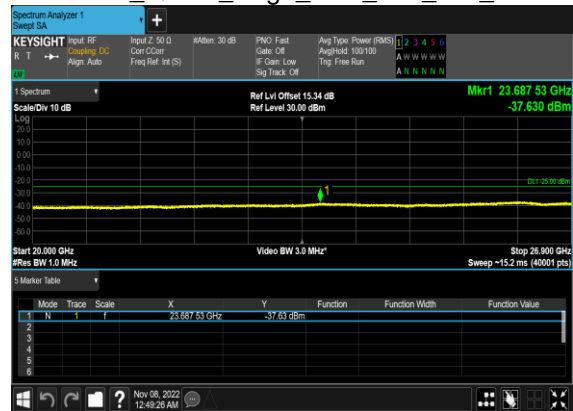 Spectrum Analyzer 1
Swept SA
+
KEYSIGHT Input: RF Input Z: 50 Ω #Atten: 30 dB PNO: Fast Avg Type: Power (RMS) 1 2 3 4 5 6
R T Coupling: DC Corr CCorr Gate: Off Avg|Hold: 100/100 A W W W W W
Align: Auto Freq Ref: Int (S) IF Gain: Low Trig: Free Run
LW Sig Track: Off A N N N N N
1 Spectrum Ref Lvl Offset 15.34 dB Mkr1 23.687 53 GHz
Scale/Div 10 dB Ref Level 30.00 dBm -37.630 dBm
Log
20.0
10.0
0.00
-10.0
-20.0
DL1 -25.00 dBm
-30.0
1
-40.0
-50.0
-60.0
Start 20.000 GHz Video BW 3.0 MHz* Stop 26.900 GHz
#Res BW 1.0 MHz Sweep ~15.2 ms (40001 pts)
5 Marker Table
Mode Trace Scale X Y Function Function Width Function Value
1 N 1 f 23.687 53 GHz -37.63 dBm
2
3
4
5
6
? Nov 08, 2022
12:49:26 AM